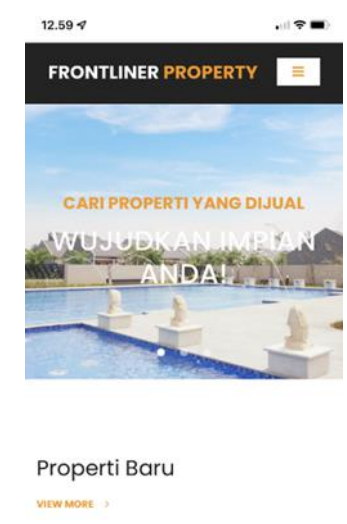 12.59
FRONTLINER PROPERTY
CARI PROPERTI YANG DIJUAL
WUJUDKAN IMPIAN
ANDA!
Properti Baru
VIEW MORE >